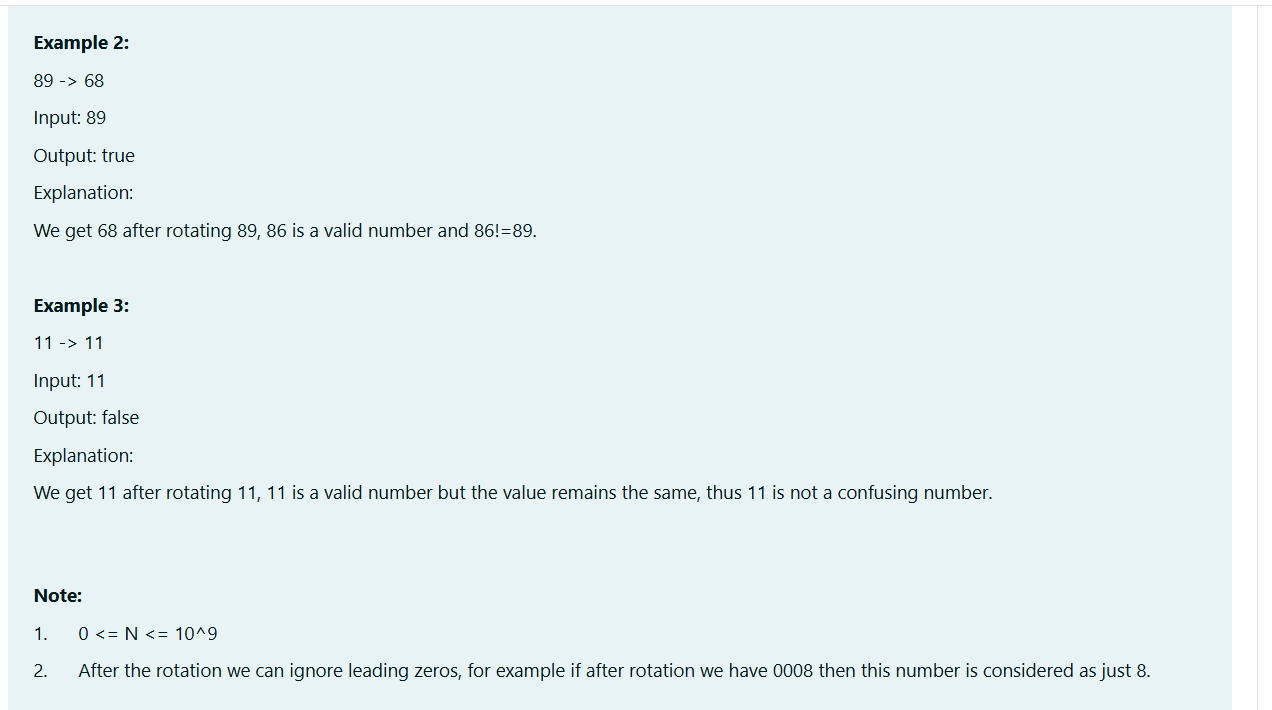 Example 2:
89 -> 68
Input: 89
Output: true
Explanation:
We get 68 after rotating 89, 86 is a valid number and 86!=89.
Example 3:
11 -> 11
Input: 11
Output: false
Explanation:
We get 11 after rotating 11, 11 is a valid number but the value remains the same, thus 11 is not a confusing number.
Note:
1. 0 <= N <= 10^9
2. After the rotation we can ignore leading zeros, for example if after rotation we have 0008 then this number is considered as just 8.